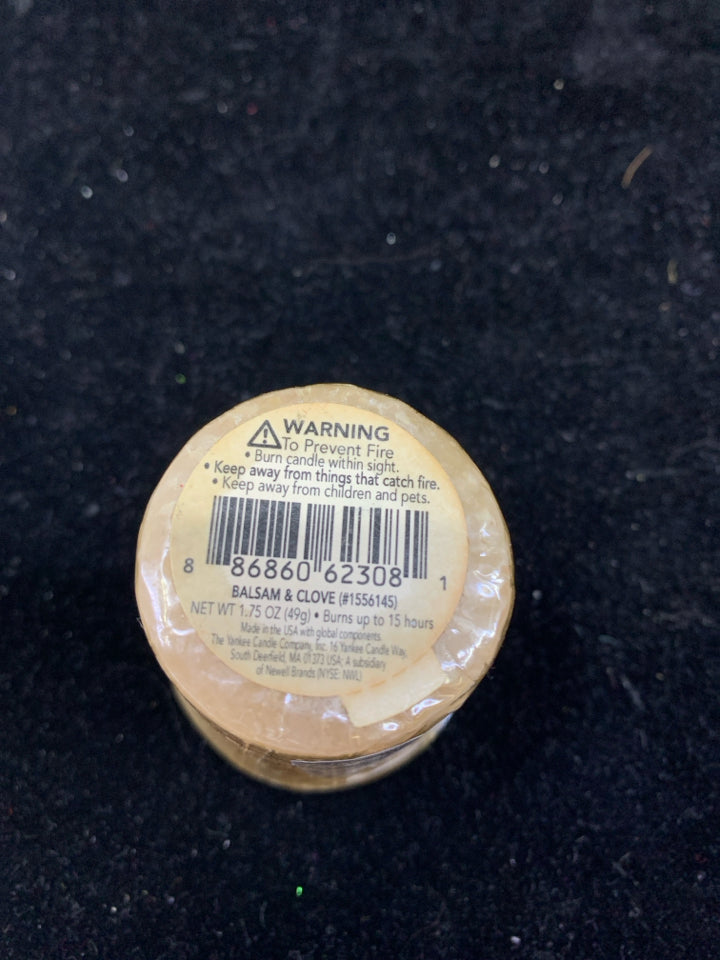 WARNING
To Prevent Fire
• Burn candle within sight.
• Keep away from things that catch fire.
• Keep away from children and pets.
8 86860 62308 1
BALSAM & CLOVE (#1556145)
NET WT 1.75 OZ (49g) • Burns up to 15 hours
Made in the USA with global components.
The Yankee Candle Company, Inc. 16 Yankee Candle Way,
South Deerfield, MA 01373 USA; A subsidiary
of Newell Brands (NYSE: NWL)